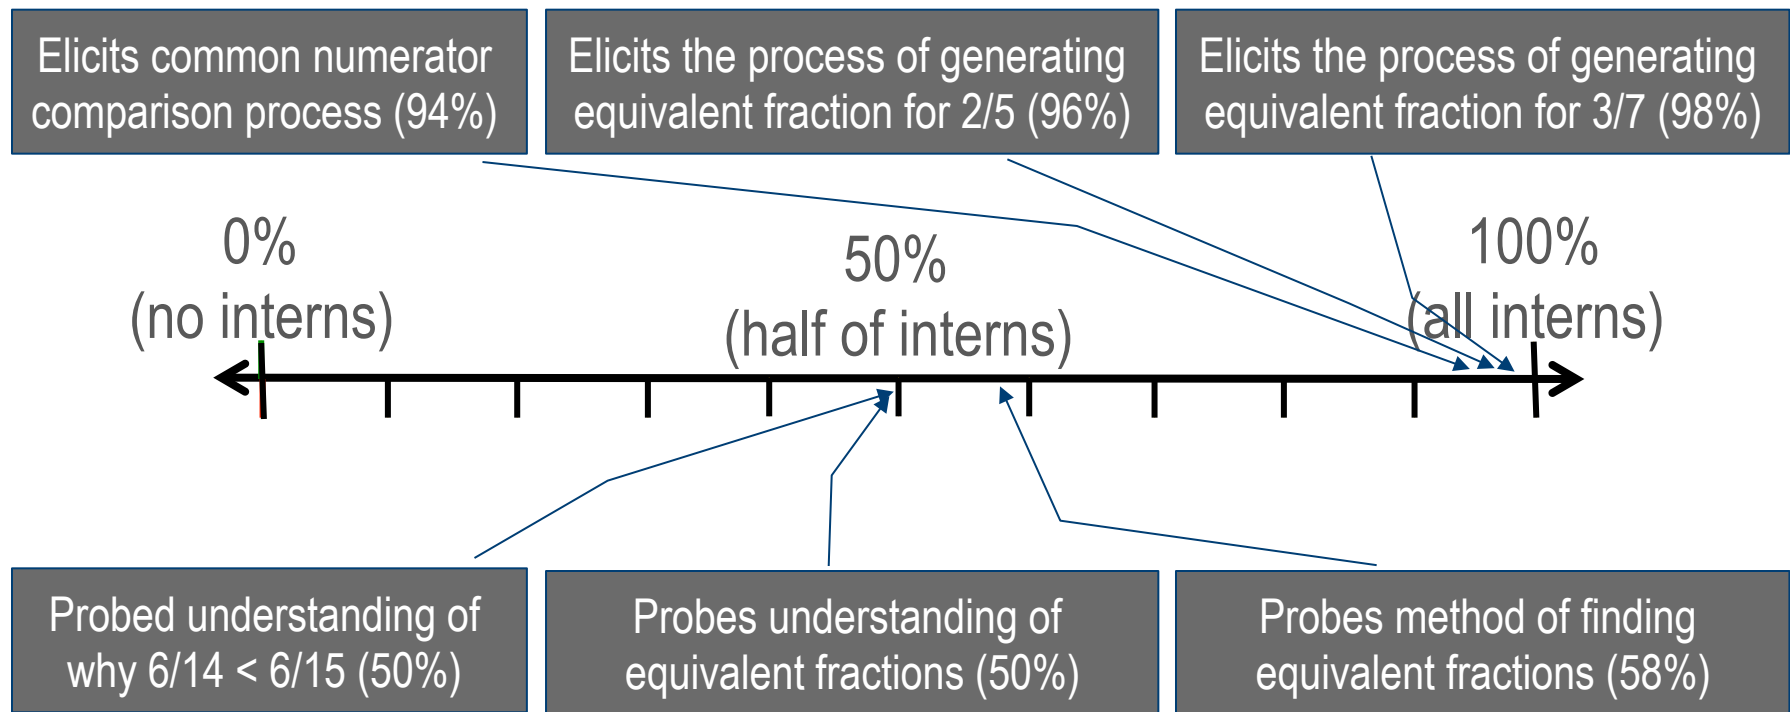 Elicits common numerator
comparison process (94%)
Elicits the process of generating
equivalent fraction for 2/5 (96%)
Elicits the process of generating
equivalent fraction for 3/7 (98%)
0%
(no interns)
50%
(half of interns)
100%
(all interns)
Probed understanding of
why 6/14 < 6/15 (50%)
Probes understanding of
equivalent fractions (50%)
Probes method of finding
equivalent fractions (58%)